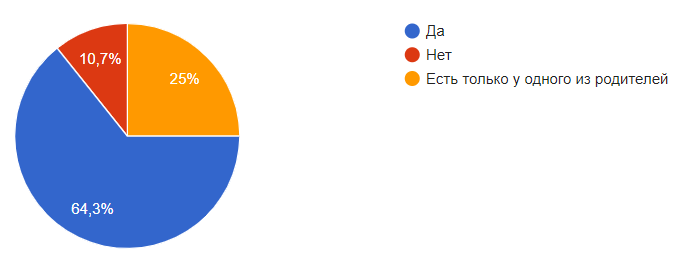 Да
Нет
Есть только у одного из родителей
10,7%
25%
64,3%